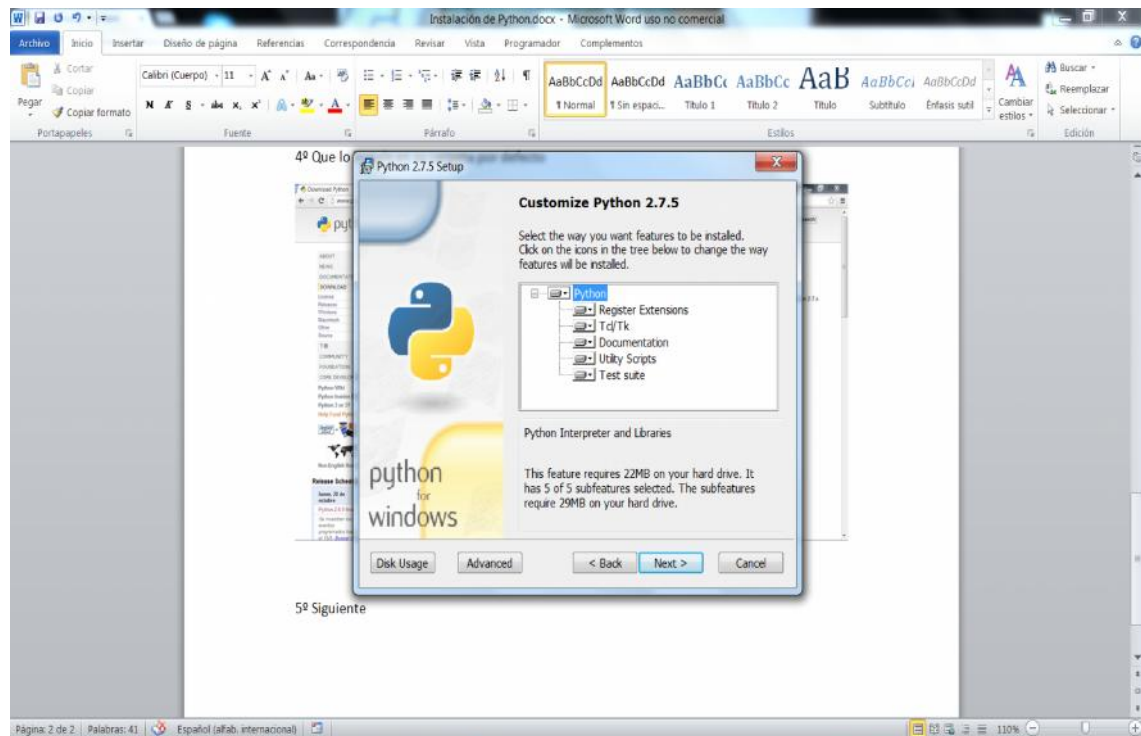 Instalación de Python.docx - Microsoft Word uso no comercial
Archivo Inicio Insertar Diseño de página Referencias Correspondencia Revisar Vista Programador Complementos
Pegar
Cortar
Copiar
Copiar formato
Portapapeles
Calibri (Cuerpo) 11
Fuente
Párrafo
AaBbCcDd AaBbCcDd AaBbCc AaBbCc AaB AaBbCc AaBbCcDd
¶ Normal ¶ Sin espaci... Título 1 Título 2 Título Subtítulo Énfasis sutil
Cambiar
estilos
Estilos
Buscar
Reemplazar
Seleccionar
Edición
4º Que lo
por defecto
Python 2.7.5 Setup
Customize Python 2.7.5
Select the way you want features to be installed.
Click on the icons in the tree below to change the way
features will be installed.
Python
Register Extensions
Tcl/Tk
Documentation
Utility Scripts
Test suite
Python Interpreter and Libraries
This feature requires 22MB on your hard drive. It
has 5 of 5 subfeatures selected. The subfeatures
require 29MB on your hard drive.
python
for
windows
Disk Usage Advanced < Back Next > Cancel
5º Siguiente
Página: 2 de 2 Palabras: 41 Español (alfab. internacional) 110%